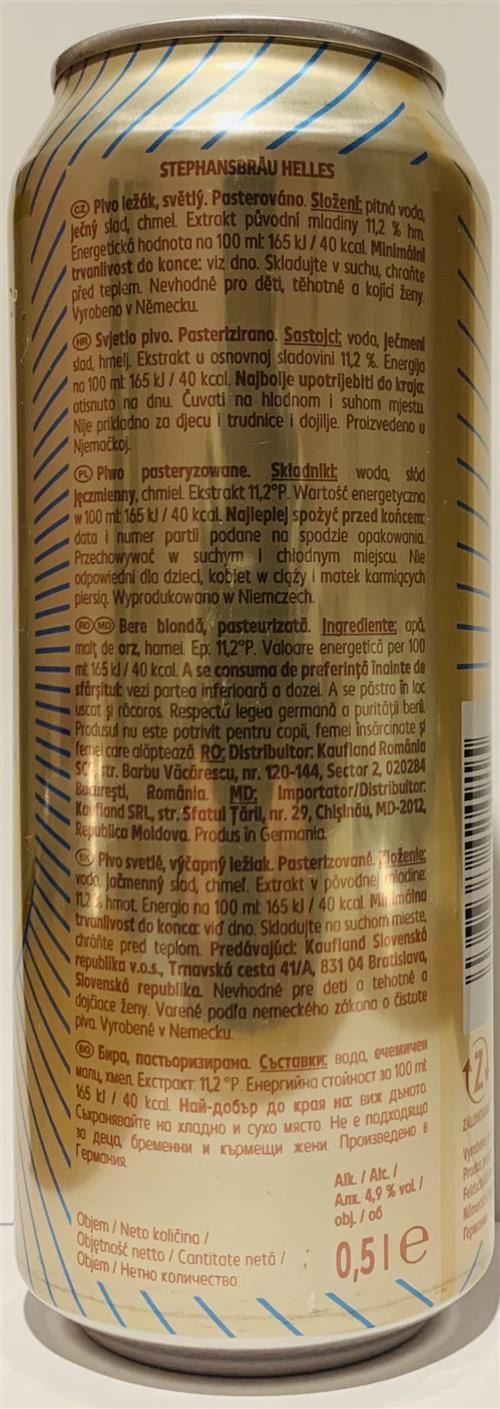 STEPHANSBRÄU HELLES
CZ Pivo ležák, světlý. Pasterováno. Složení: pitná voda,
ječný slad, chmel. Extrakt původní mladiny 11,2 % hm.
Energetická hodnota na 100 ml: 165 kJ / 40 kcal. Minimální
trvanlivost do konce: viz dno. Skladujte v suchu, chraňte
před teplem. Nevhodné pro děti, těhotné a kojící ženy.
Vyrobeno v Německu.
HR Svjetlo pivo. Pasterizirano. Sastojci: voda, ječmeni
slad, hmelj. Ekstrakt u osnovnoj sladovini 11,2 %. Energija
na 100 ml: 165 kJ / 40 kcal. Najbolje upotrijebiti do kraja:
otisnuto na dnu. Čuvati na hladnom i suhom mjestu.
Nije prikladno za djecu i trudnice i dojilje. Proizvedeno u
Njemačkoj.
PL Piwo pasteryzowane. Składniki: woda, słód
jęczmienny, chmiel. Ekstrakt 11,2°P. Wartość energetyczna
w 100 ml: 165 kJ / 40 kcal. Najlepiej spożyć przed końcem:
data i numer partii podane na spodzie opakowania.
Przechowywać w suchym i chłodnym miejscu. Nie
odpowiedni dla dzieci, kobiet w ciąży i matek karmiących
piersią. Wyprodukowano w Niemczech.
RO MD Bere blondă, pasteurizată. Ingrediente: apă,
malţ de orz, hamei. Ep: 11,2°P. Valoare energetică per 100
ml: 165 kJ / 40 kcal. A se consuma de preferinţă înainte de
sfârşitul: vezi partea inferioară a dozei. A se păstra în loc
uscat şi răcoros. Respectă legea germană a purităţii berii.
Produsul nu este potrivit pentru copii, femei însărcinate şi
femei care alăptează. RO: Distribuitor: Kaufland România
SCS, str. Barbu Văcărescu, nr. 120-144, Sector 2, 020284
Bucureşti, România. MD: Importator/Distribuitor:
Kaufland SRL, str. Sfatul Ţării, nr. 29, Chişinău, MD-2012,
Republica Moldova. Produs în Germania.
SK Pivo svetlé, výčapný ležiak. Pasterizované. Zloženie:
voda, jačmenný slad, chmeľ. Extrakt v pôvodnej mladine:
11,2 % hmot. Energia na 100 ml: 165 kJ / 40 kcal. Minimálna
trvanlivosť do konca: viď dno. Skladujte na suchom mieste,
chráňte pred teplom. Predávajúci: Kaufland Slovenská
republika v.o.s., Trnavská cesta 41/A, 831 04 Bratislava,
Slovenská republika. Nevhodné pre deti a tehotné a
dojčiace ženy. Varené podľa nemeckého zákona o čistote
piva. Vyrobené v Nemecku.
BG Бира, пастьоризирана. Съставки: вода, ечемичен
малц, хмел. Екстракт: 11,2 °P. Енергийна стойност за 100 ml:
165 kJ / 40 kcal. Най-добър до края на: виж дъното.
Съхранявайте на хладно и сухо място. Не е подходяща
за деца, бременни и кърмещи жени. Произведено в
Германия.
Alk. / Alc. /
Алк. 4,9 % vol. /
obj. / об
0,5 l e
Objem / Neto količina /
Objętność netto / Cantitate netă /
Objem / Нетно количество
Z